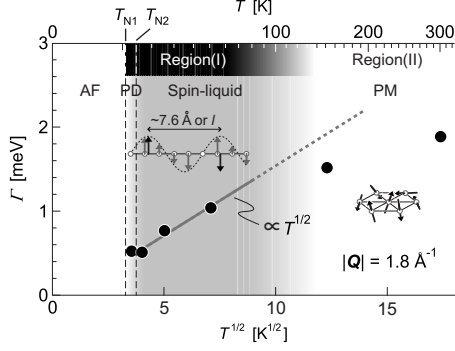 T_N1 T_N2 T [K]
0 100 200 300
3
Region(I) Region(II)
AF PD Spin-liquid PM
~7.6 Å or l
2
Γ [meV]
1
∝ T^1/2
|Q| = 1.8 Å^-1
0
0 5 10 15
T^1/2 [K^1/2]